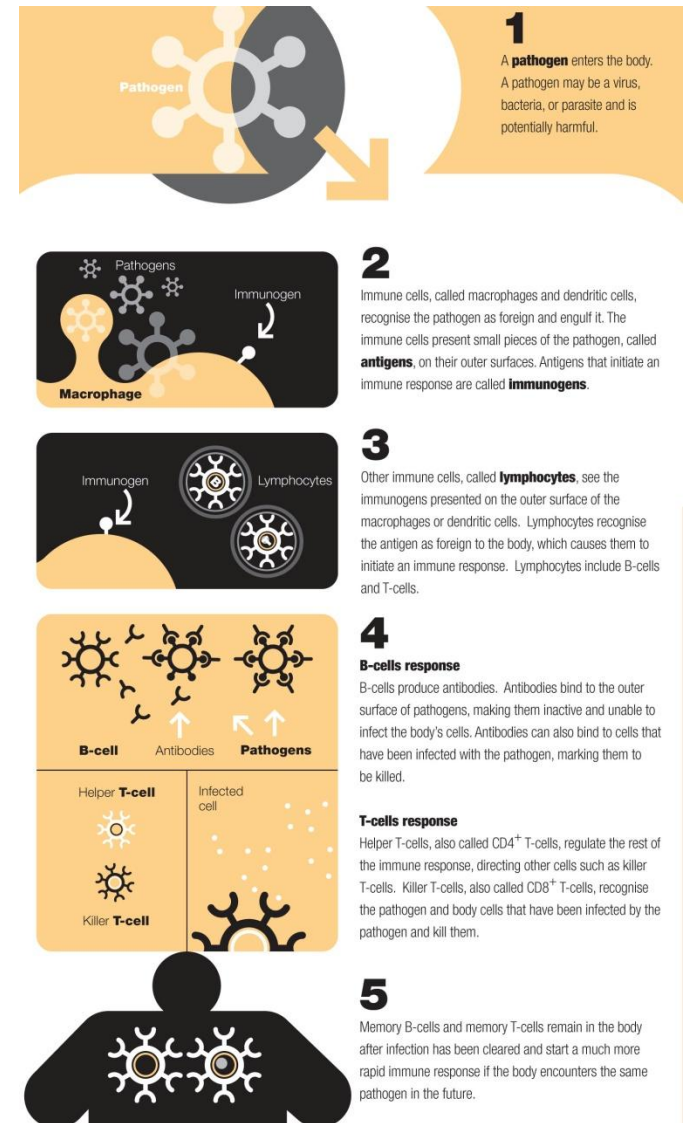 Pathogen
1
A pathogen enters the body.
A pathogen may be a virus,
bacteria, or parasite and is
potentially harmful.
Pathogens
Immunogen
Macrophage
2
Immune cells, called macrophages and dendritic cells,
recognise the pathogen as foreign and engulf it. The
immune cells present small pieces of the pathogen, called
antigens, on their outer surfaces. Antigens that initiate an
immune response are called immunogens.
Immunogen
Lymphocytes
3
Other immune cells, called lymphocytes, see the
immunogens presented on the outer surface of the
macrophages or dendritic cells. Lymphocytes recognise
the antigen as foreign to the body, which causes them to
initiate an immune response. Lymphocytes include B-cells
and T-cells.
B-cell
Antibodies
Pathogens
Helper T-cell
Killer T-cell
Infected
cell
4
B-cells response
B-cells produce antibodies. Antibodies bind to the outer
surface of pathogens, making them inactive and unable to
infect the body's cells. Antibodies can also bind to cells that
have been infected with the pathogen, marking them to
be killed.
T-cells response
Helper T-cells, also called CD4+ T-cells, regulate the rest of
the immune response, directing other cells such as killer
T-cells. Killer T-cells, also called CD8+ T-cells, recognise
the pathogen and body cells that have been infected by the
pathogen and kill them.
5
Memory B-cells and memory T-cells remain in the body
after infection has been cleared and start a much more
rapid immune response if the body encounters the same
pathogen in the future.